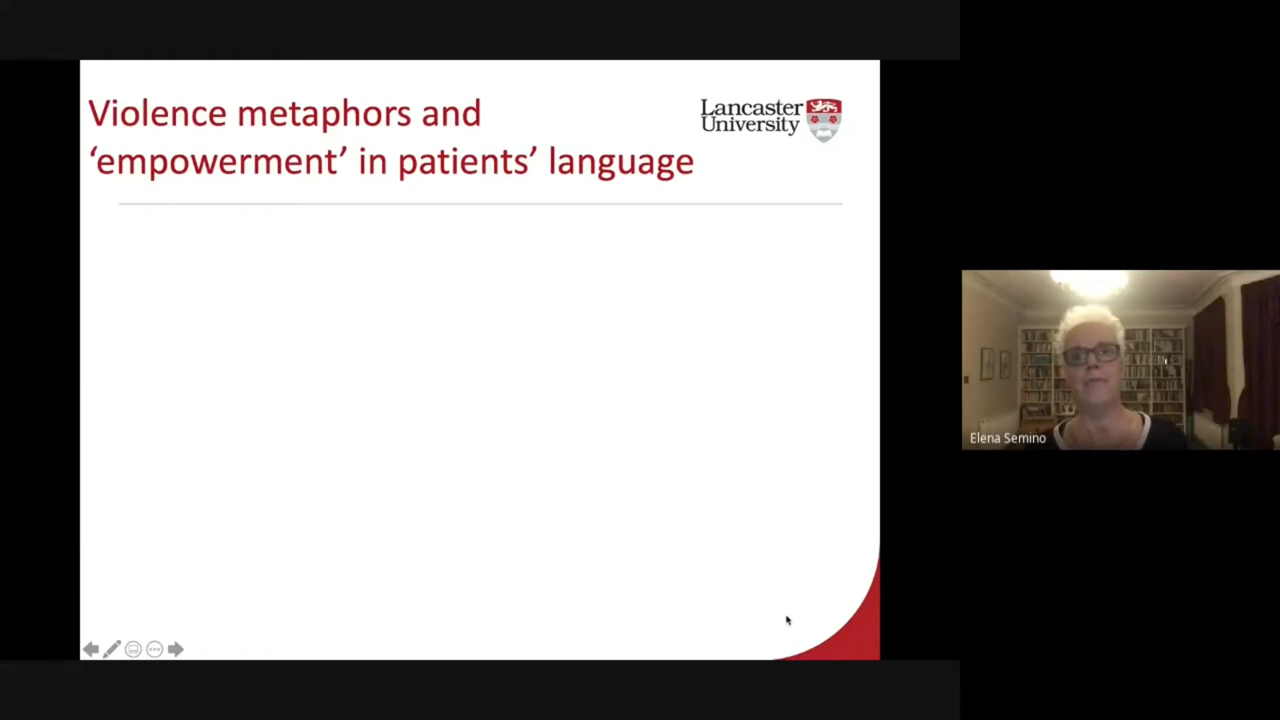 Violence metaphors and
‘empowerment’ in patients’ language
Lancaster
University
Elena Semino